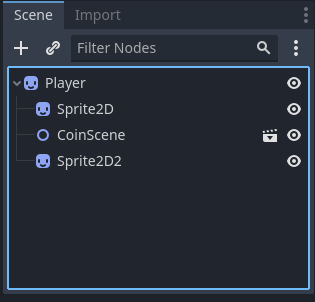 Scene Import
Filter Nodes
Player
Sprite2D
CoinScene
Sprite2D2